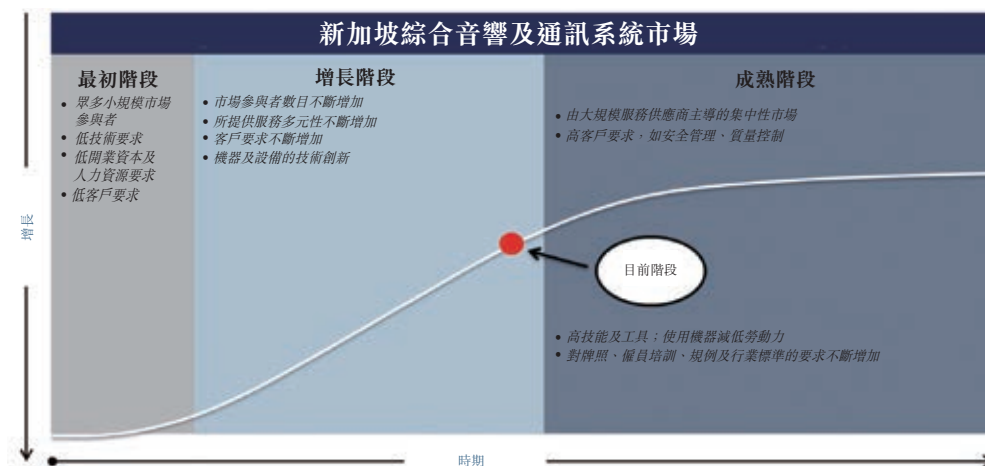 新加坡綜合音響及通訊系統市場
最初階段
• 眾多小規模市場
參與者
• 低技術要求
• 低開業資本及
人力資源要求
• 低客戶要求
增長階段
• 市場參與者數目不斷增加
• 所提供服務多元性不斷增加
• 客戶要求不斷增加
• 機器及設備的技術創新
成熟階段
• 由大規模服務供應商主導的集中性市場
• 高客戶要求，如安全管理、質量控制
目前階段
• 高技能及工具；使用機器減低勞動力
• 對牌照、僱員培訓、規例及行業標準的要求不斷增加
增長
時期